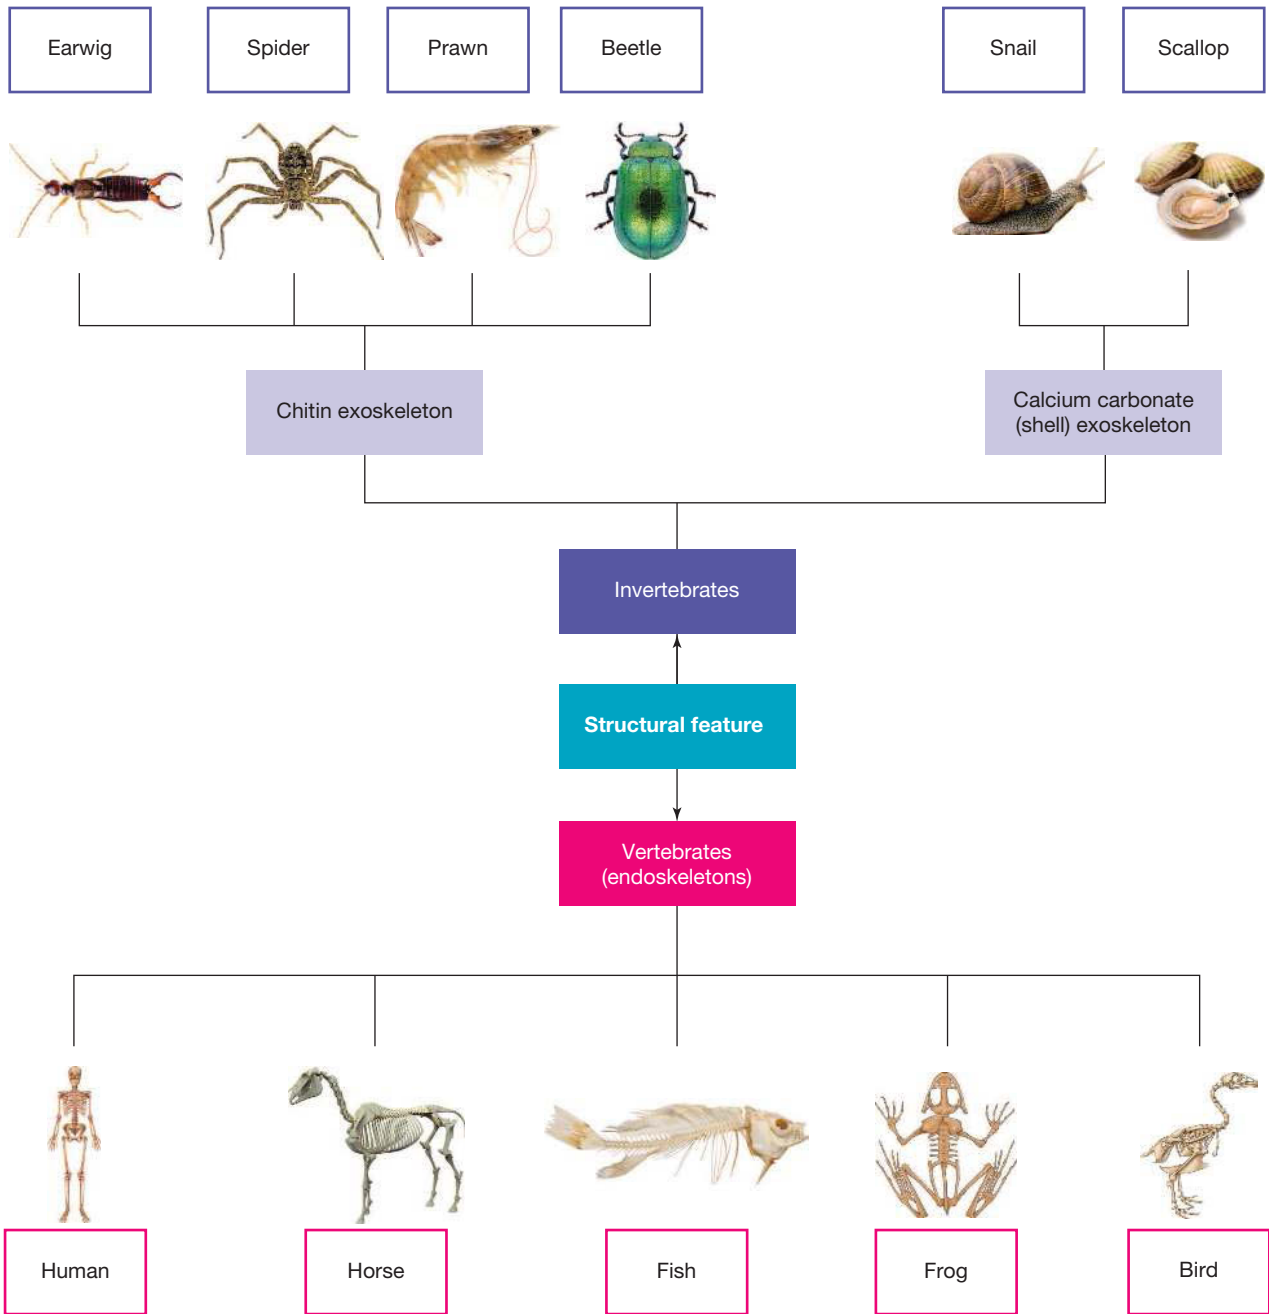 Earwig
Spider
Prawn
Beetle
Snail
Scallop
Chitin exoskeleton
Calcium carbonate
(shell) exoskeleton
Invertebrates
Structural feature
Vertebrates
(endoskeletons)
Human
Horse
Fish
Frog
Bird